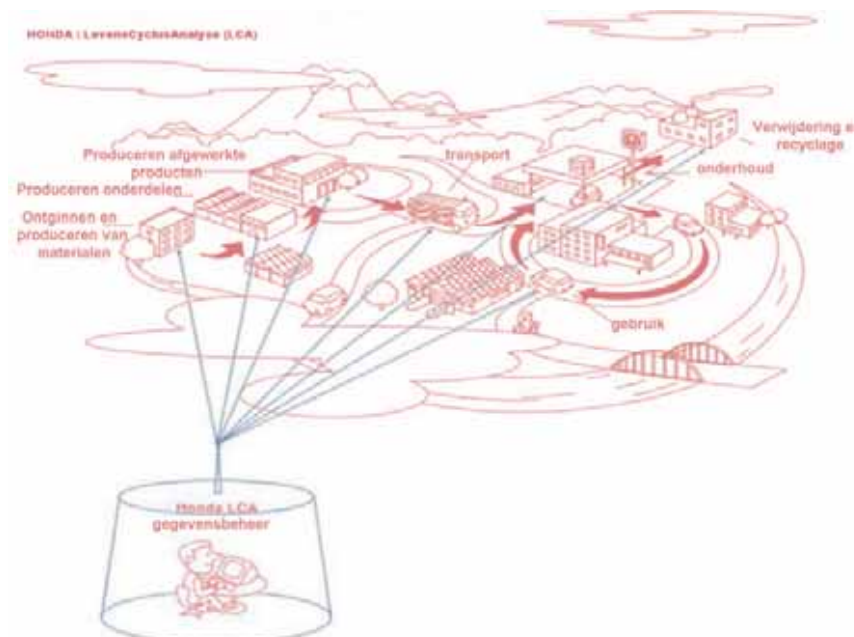 HONDA : LevensCyclusAnalyse (LCA)
Produceren afgewerkte
producten
Produceren onderdelen
Ontginnen en
produceren van
materialen
transport
Verwijdering e
recyclage
onderhoud
gebruik
Honda LCA
gegevensbeheer